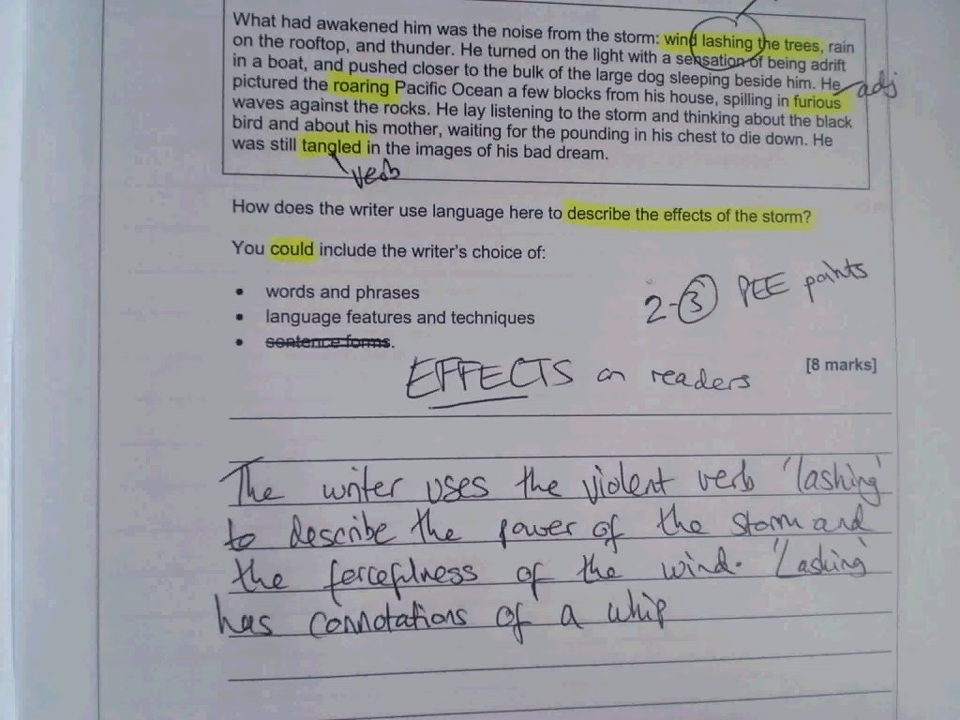 What had awakened him was the noise from the storm: wind lashing the trees, rain
on the rooftop, and thunder. He turned on the light with a sensation of being adrift
in a boat, and pushed closer to the bulk of the large dog sleeping beside him. He
adj
pictured the roaring Pacific Ocean a few blocks from his house, spilling in furious
waves against the rocks. He lay listening to the storm and thinking about the black
bird and about his mother, waiting for the pounding in his chest to die down. He
was still tangled in the images of his bad dream.
verb
How does the writer use language here to describe the effects of the storm?
You could include the writer's choice of:
• words and phrases
• language features and techniques
• sentence forms.
2-3 PEE points
[8 marks]
EFFECTS on readers
The writer uses the violent verb 'lashing'
to describe the power of the storm and
the forcefulness of the wind. 'Lashing'
has connotations of a whip